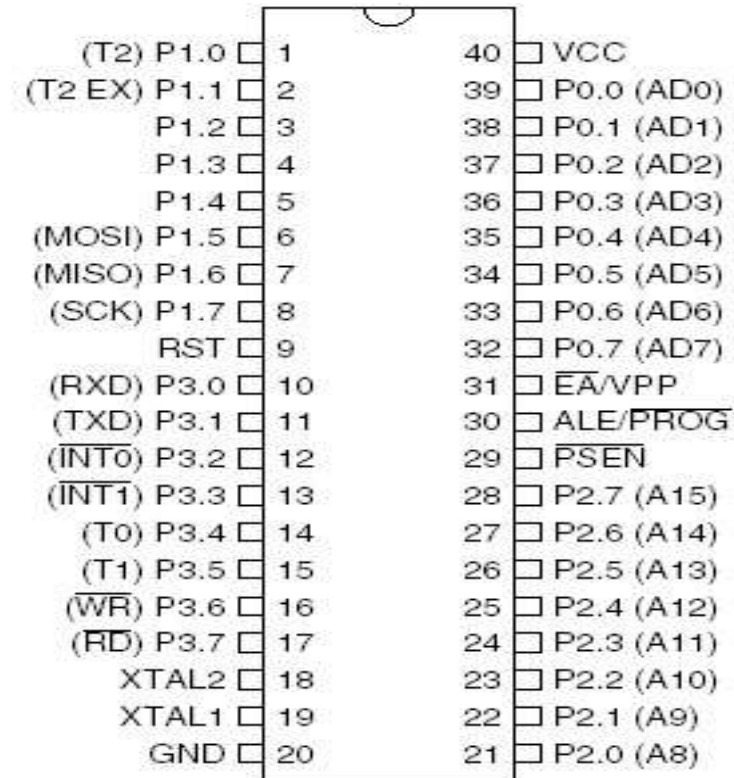 (T2) P1.0 1 40 VCC
(T2 EX) P1.1 2 39 P0.0 (AD0)
P1.2 3 38 P0.1 (AD1)
P1.3 4 37 P0.2 (AD2)
P1.4 5 36 P0.3 (AD3)
(MOSI) P1.5 6 35 P0.4 (AD4)
(MISO) P1.6 7 34 P0.5 (AD5)
(SCK) P1.7 8 33 P0.6 (AD6)
RST 9 32 P0.7 (AD7)
(RXD) P3.0 10 31 E̅A̅/VPP
(TXD) P3.1 11 30 ALE/P̅R̅O̅G̅
(I̅N̅T̅0̅) P3.2 12 29 P̅S̅E̅N̅
(I̅N̅T̅1̅) P3.3 13 28 P2.7 (A15)
(T0) P3.4 14 27 P2.6 (A14)
(T1) P3.5 15 26 P2.5 (A13)
(W̅R̅) P3.6 16 25 P2.4 (A12)
(R̅D̅) P3.7 17 24 P2.3 (A11)
XTAL2 18 23 P2.2 (A10)
XTAL1 19 22 P2.1 (A9)
GND 20 21 P2.0 (A8)